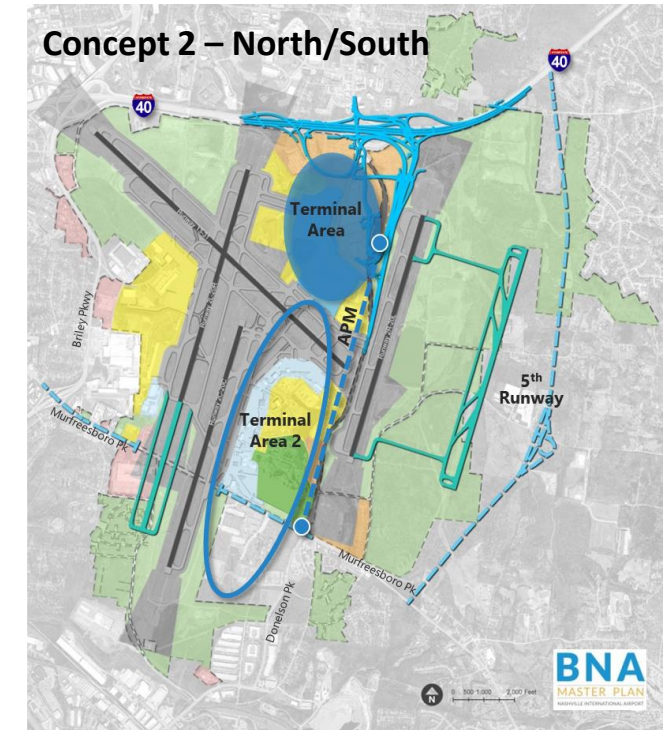 Concept 2 – North/South
40
40
Terminal
Area
APM
Briley Pkwy
5th
Runway
Terminal
Area 2
Murfreesboro Pk
Murfreesboro Pk
Donelson Pk
N
0 500 1,000 2,000 Feet
BNA
MASTER PLAN
NASHVILLE INTERNATIONAL AIRPORT